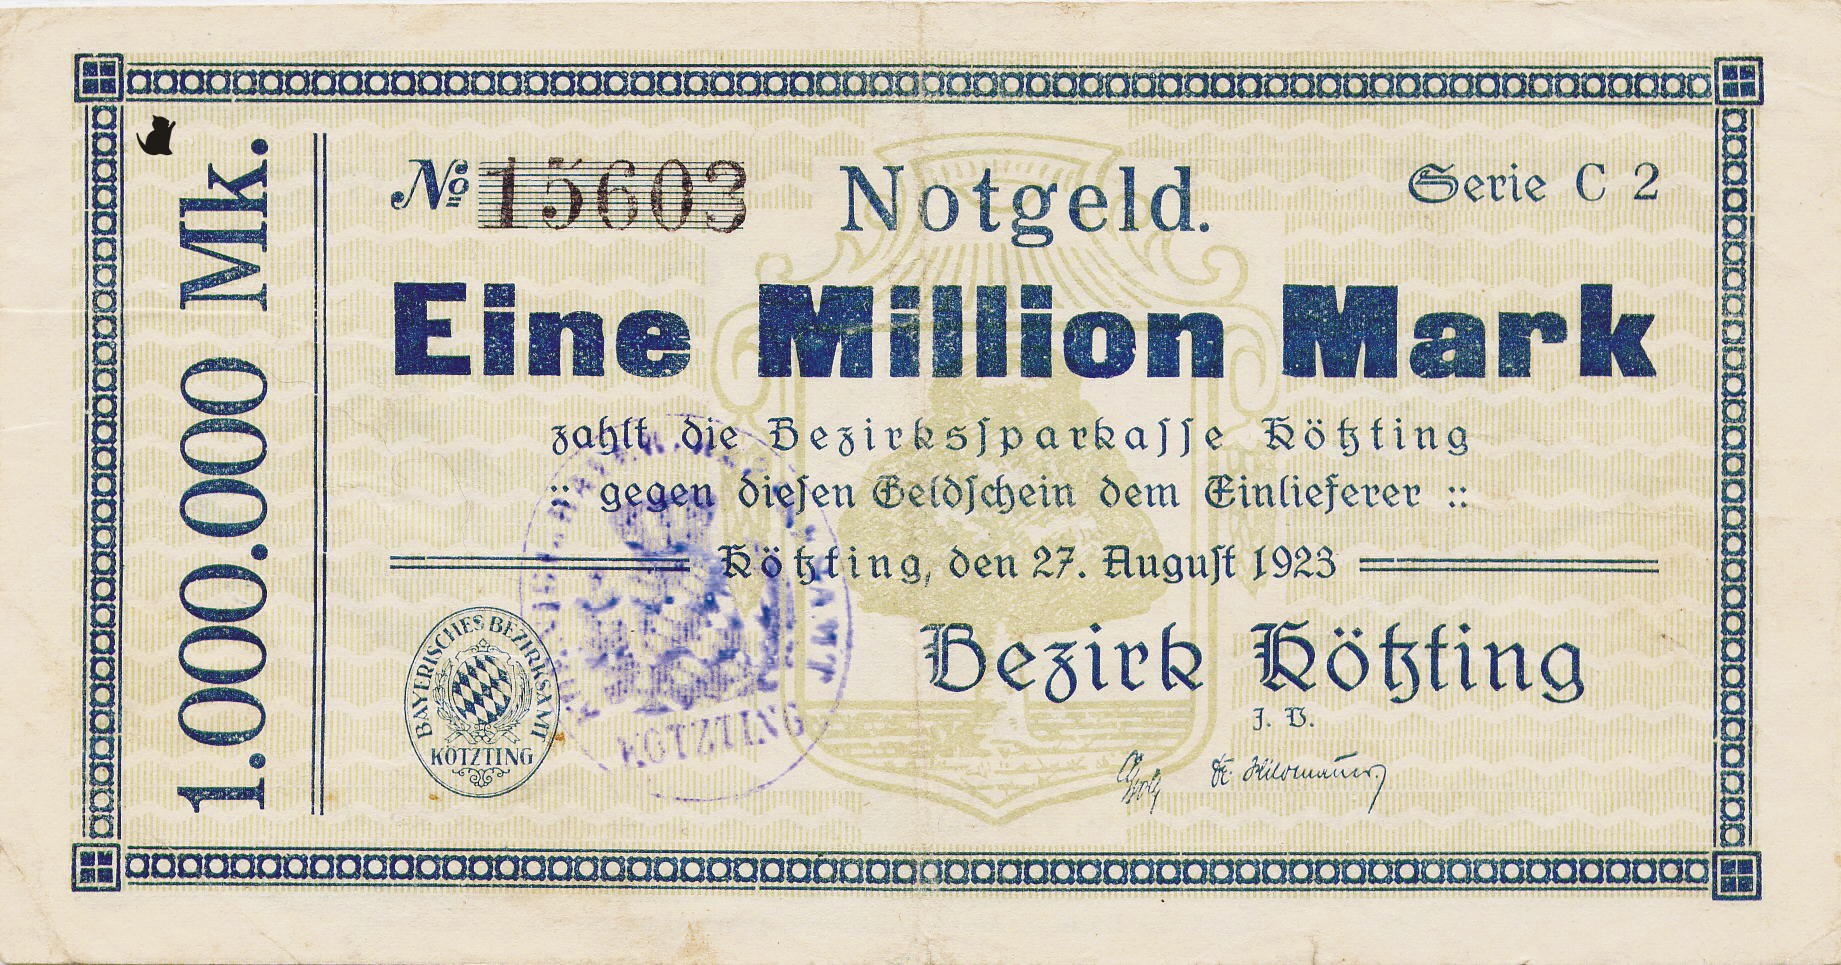 1.000.000 Mk.
№ 15603
Notgeld.
Serie C 2
Eine Million Mark
zahlt die Bezirkssparkasse Kötzting
:: gegen diesen Geldschein dem Einlieferer ::
Kötzting, den 27. August 1923
Bezirk Kötzting
J. V.
BAYERISCHES BEZIRKSAMT
KÖTZTING
KÖTZTING